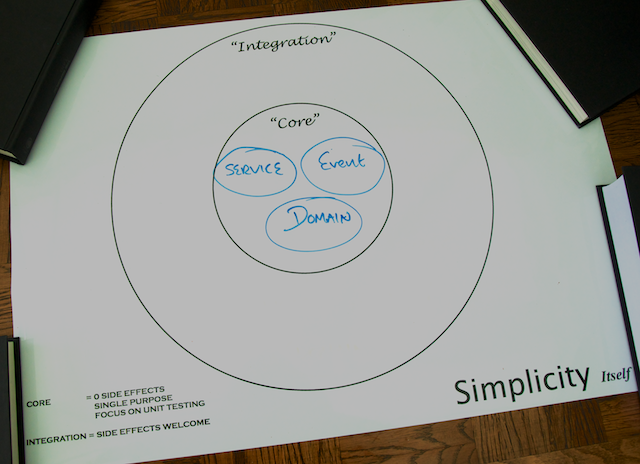 “Integration”
“Core”
SERVICE Event
DOMAIN
CORE = 0 SIDE EFFECTS
SINGLE PURPOSE
FOCUS ON UNIT TESTING
INTEGRATION = SIDE EFFECTS WELCOME
Simplicity Itself